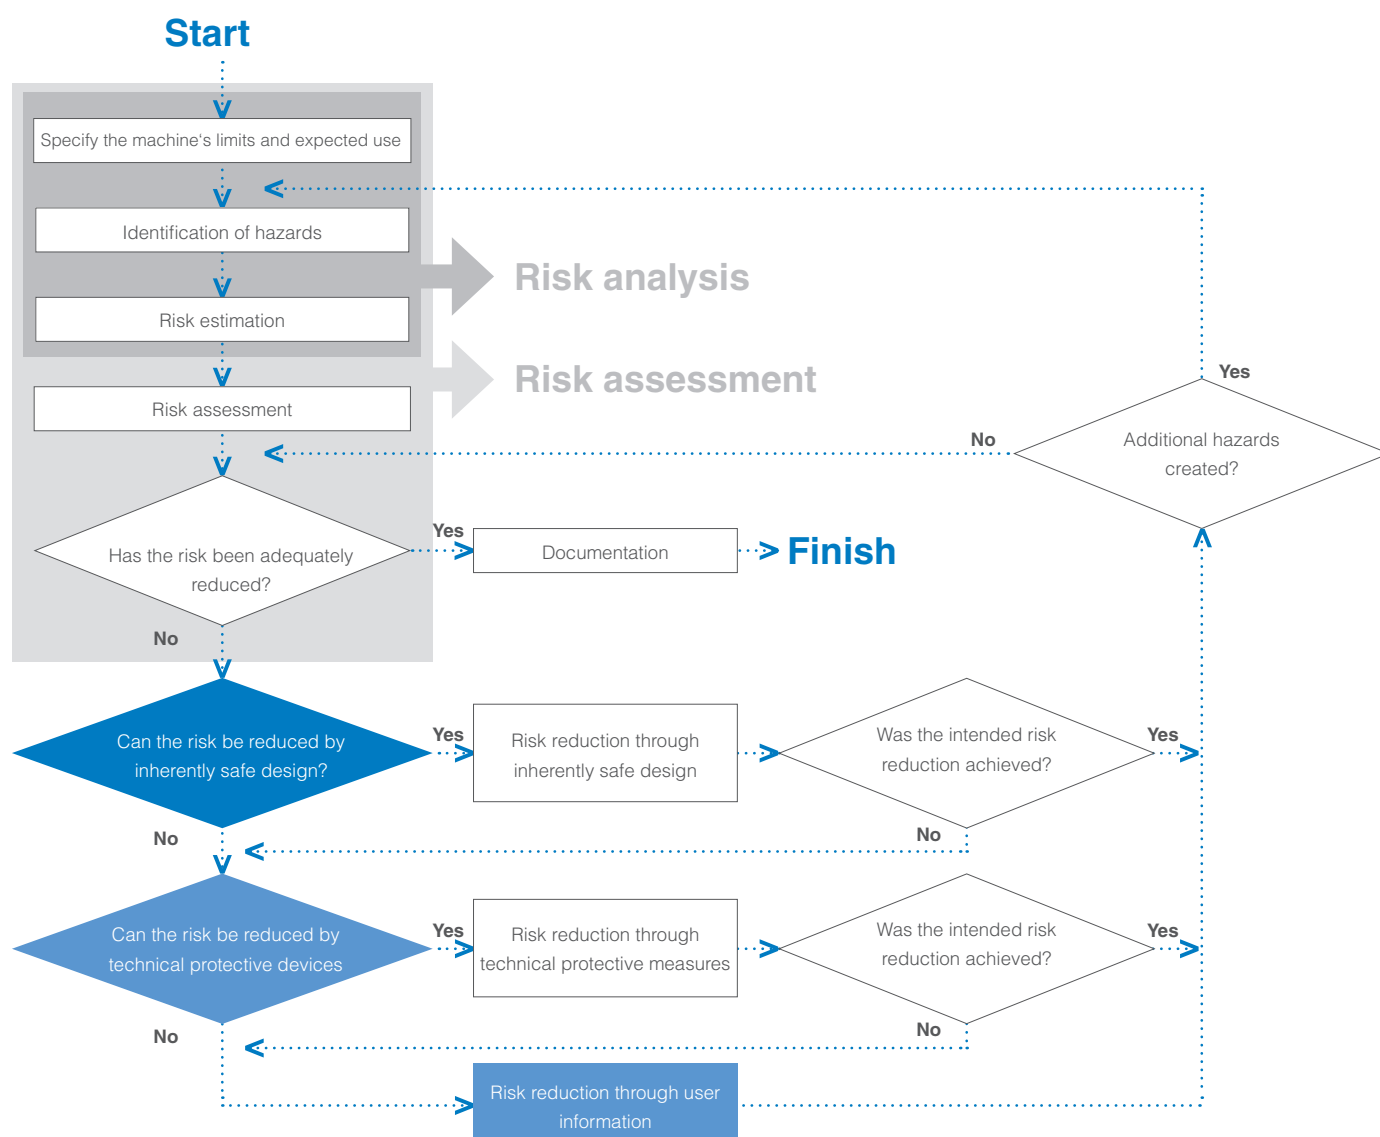 Start
Specify the machine‘s limits and expected use
Identification of hazards
Risk analysis
Risk estimation
Risk assessment
Yes
Risk assessment
No
Additional hazards
created?
Yes
Has the risk been adequately
reduced?
Documentation
Finish
No
Can the risk be reduced by
inherently safe design?
Yes
Risk reduction through
inherently safe design
Was the intended risk
reduction achieved?
Yes
No
No
Can the risk be reduced by
technical protective devices
Yes
Risk reduction through
technical protective measures
Was the intended risk
reduction achieved?
Yes
No
No
Risk reduction through user
information